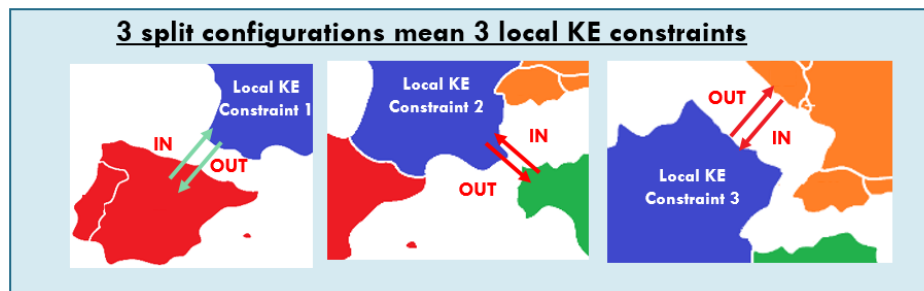 3 split configurations mean 3 local KE constraints
Local KE
Constraint 1
IN
OUT
Local KE
Constraint 2
IN
OUT
OUT
IN
Local KE
Constraint 3